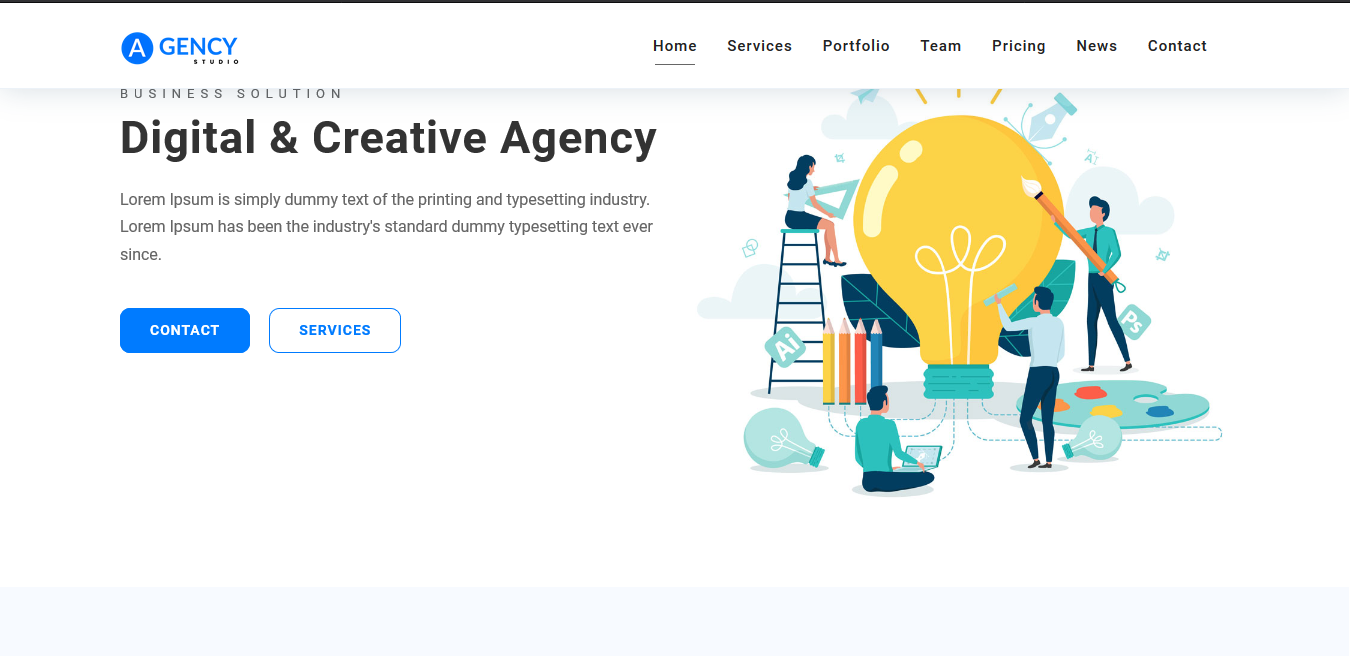 A GENCY
STUDIO
Home Services Portfolio Team Pricing News Contact
BUSINESS SOLUTION
Digital & Creative Agency
Lorem Ipsum is simply dummy text of the printing and typesetting industry.
Lorem Ipsum has been the industry's standard dummy typesetting text ever
since.
CONTACT SERVICES
Ai
Ps
Ai